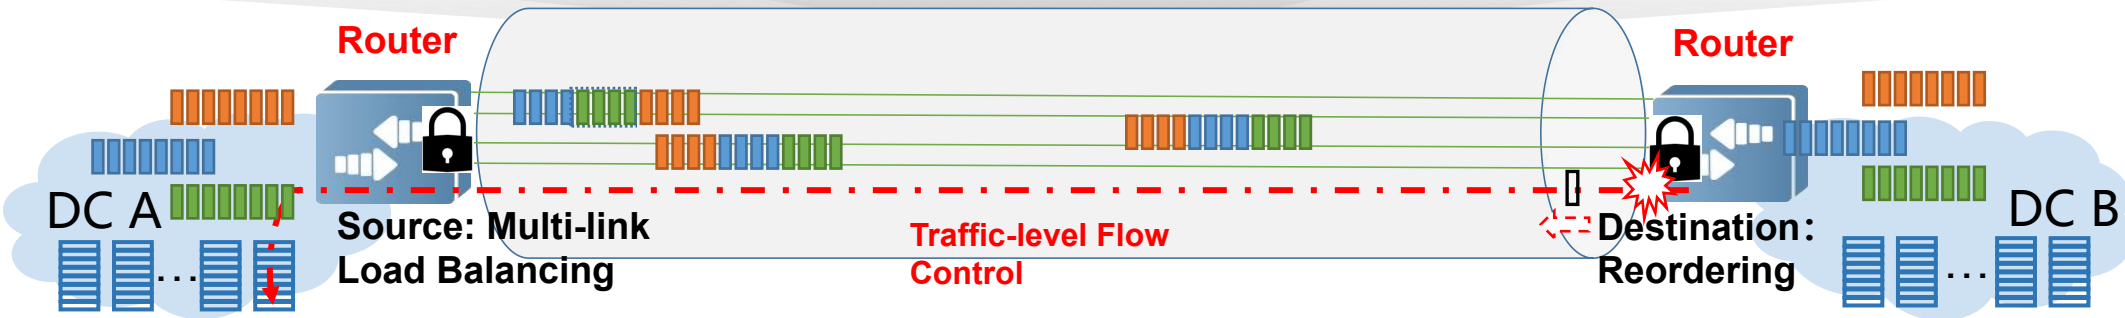 Router
Router
DC A
DC B
Source: Multi-link
Load Balancing
Traffic-level Flow
Control
Destination:
Reordering
...
...